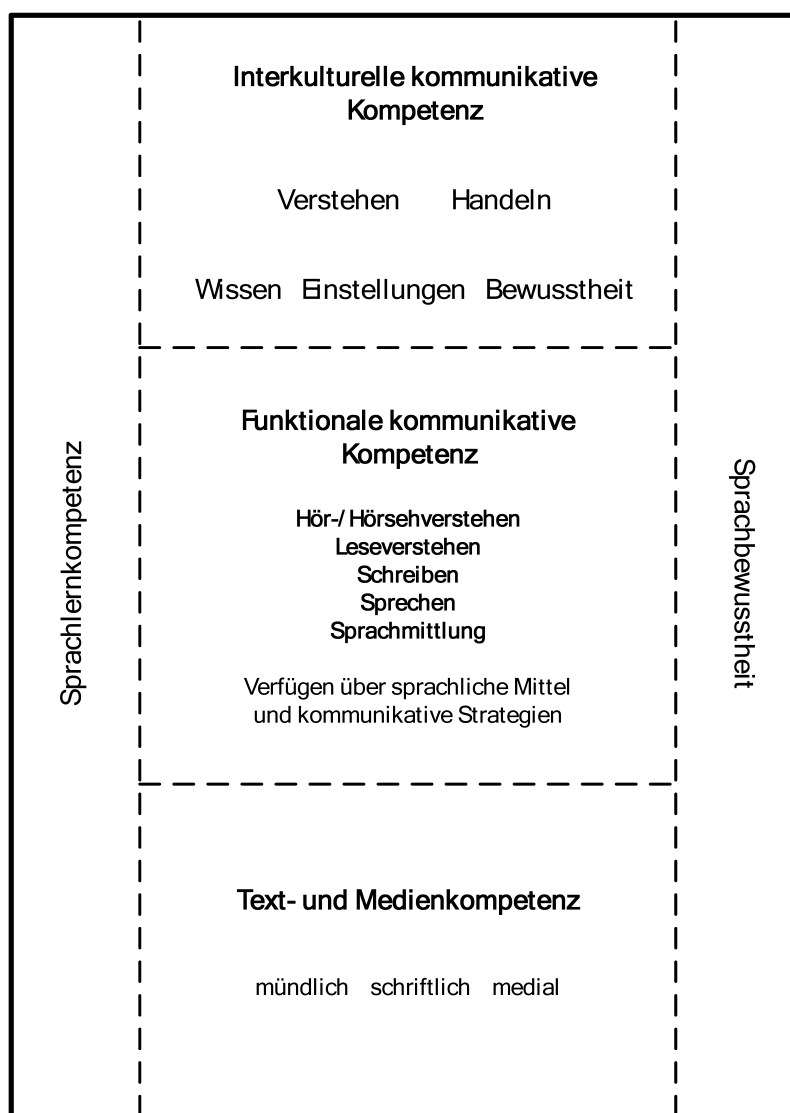 Interkulturelle kommunikative
Kompetenz
Verstehen Handeln
Wissen Einstellungen Bewusstheit
Funktionale kommunikative
Kompetenz
Hör-/ Hörsehverstehen
Leseverstehen
Schreiben
Sprechen
Sprachmittlung
Verfügen über sprachliche Mittel
und kommunikative Strategien
Text- und Medienkompetenz
mündlich schriftlich medial
Sprachlernkompetenz
Sprachbewusstheit